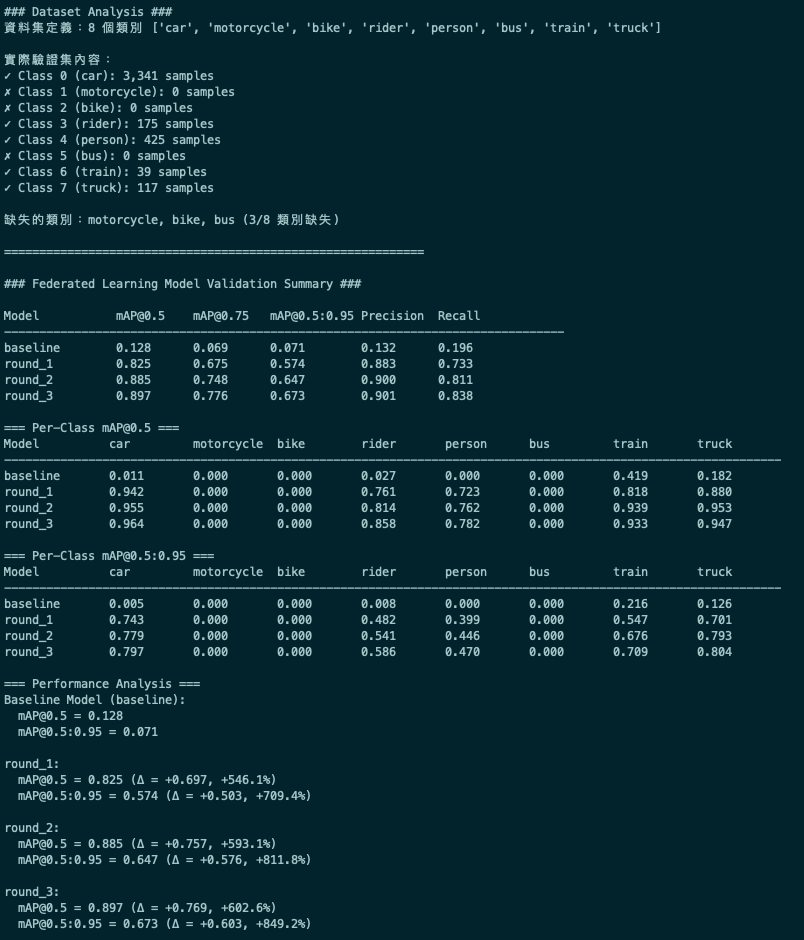 ### Dataset Analysis ###
資料集定義：8 個類別 ['car', 'motorcycle', 'bike', 'rider', 'person', 'bus', 'train', 'truck']
實際驗證集內容：
✓ Class 0 (car): 3,341 samples
✗ Class 1 (motorcycle): 0 samples
✗ Class 2 (bike): 0 samples
✓ Class 3 (rider): 175 samples
✓ Class 4 (person): 425 samples
✗ Class 5 (bus): 0 samples
✓ Class 6 (train): 39 samples
✓ Class 7 (truck): 117 samples
缺失的類別：motorcycle, bike, bus (3/8 類別缺失)
============================================================
### Federated Learning Model Validation Summary ###
Model mAP@0.5 mAP@0.75 mAP@0.5:0.95 Precision Recall
--------------------------------------------------------------------------------
baseline 0.128 0.069 0.071 0.132 0.196
round_1 0.825 0.675 0.574 0.883 0.733
round_2 0.885 0.748 0.647 0.900 0.811
round_3 0.897 0.776 0.673 0.901 0.838
=== Per-Class mAP@0.5 ===
Model car motorcycle bike rider person bus train truck
---------------------------------------------------------------------------------------------------------------
baseline 0.011 0.000 0.000 0.027 0.000 0.000 0.419 0.182
round_1 0.942 0.000 0.000 0.761 0.723 0.000 0.818 0.880
round_2 0.955 0.000 0.000 0.814 0.762 0.000 0.939 0.953
round_3 0.964 0.000 0.000 0.858 0.782 0.000 0.933 0.947
=== Per-Class mAP@0.5:0.95 ===
Model car motorcycle bike rider person bus train truck
---------------------------------------------------------------------------------------------------------------
baseline 0.005 0.000 0.000 0.008 0.000 0.000 0.216 0.126
round_1 0.743 0.000 0.000 0.482 0.399 0.000 0.547 0.701
round_2 0.779 0.000 0.000 0.541 0.446 0.000 0.676 0.793
round_3 0.797 0.000 0.000 0.586 0.470 0.000 0.709 0.804
=== Performance Analysis ===
Baseline Model (baseline):
mAP@0.5 = 0.128
mAP@0.5:0.95 = 0.071
round_1:
mAP@0.5 = 0.825 (Δ = +0.697, +546.1%)
mAP@0.5:0.95 = 0.574 (Δ = +0.503, +709.4%)
round_2:
mAP@0.5 = 0.885 (Δ = +0.757, +593.1%)
mAP@0.5:0.95 = 0.647 (Δ = +0.576, +811.8%)
round_3:
mAP@0.5 = 0.897 (Δ = +0.769, +602.6%)
mAP@0.5:0.95 = 0.673 (Δ = +0.603, +849.2%)